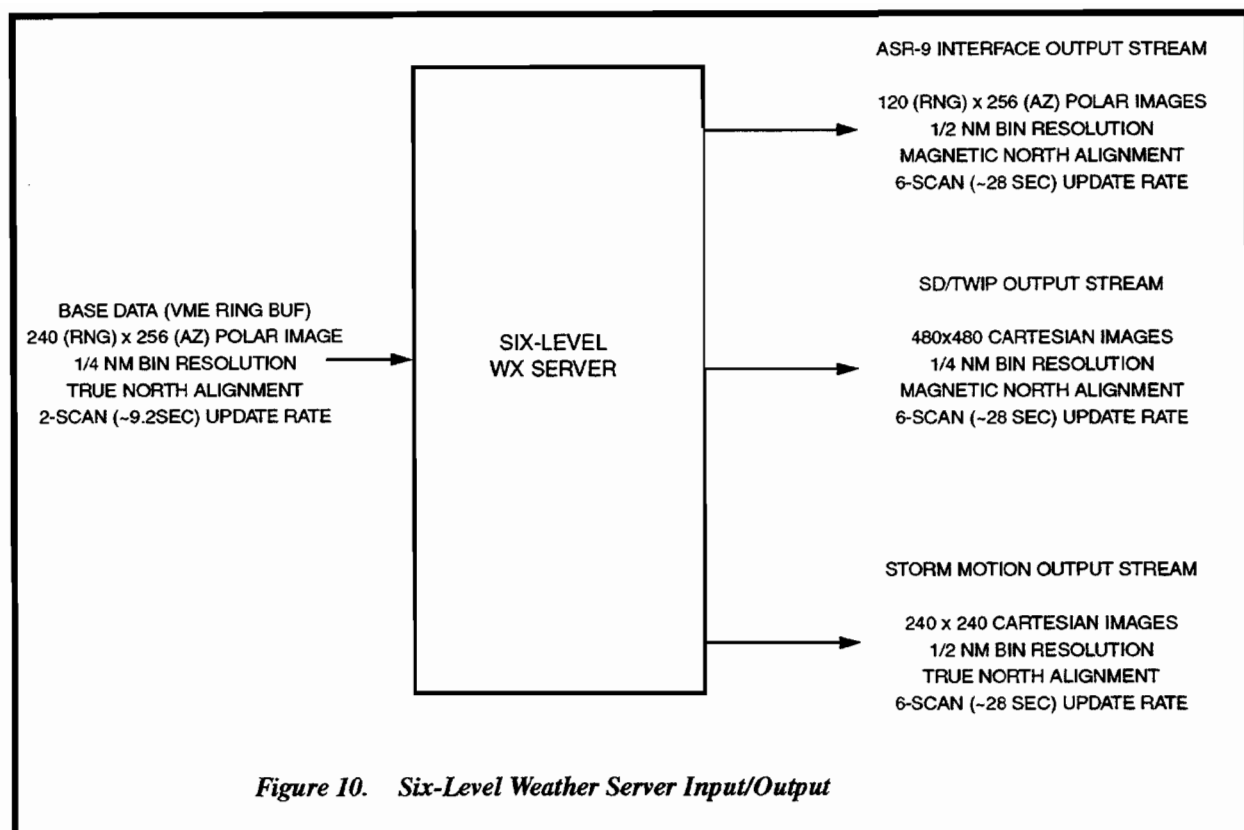 BASE DATA (VME RING BUF)
240 (RNG) x 256 (AZ) POLAR IMAGE
1/4 NM BIN RESOLUTION
TRUE NORTH ALIGNMENT
2-SCAN (~9.2SEC) UPDATE RATE
SIX-LEVEL
WX SERVER
ASR-9 INTERFACE OUTPUT STREAM
120 (RNG) x 256 (AZ) POLAR IMAGES
1/2 NM BIN RESOLUTION
MAGNETIC NORTH ALIGNMENT
6-SCAN (~28 SEC) UPDATE RATE
SD/TWIP OUTPUT STREAM
480x480 CARTESIAN IMAGES
1/4 NM BIN RESOLUTION
MAGNETIC NORTH ALIGNMENT
6-SCAN (~28 SEC) UPDATE RATE
STORM MOTION OUTPUT STREAM
240 x 240 CARTESIAN IMAGES
1/2 NM BIN RESOLUTION
TRUE NORTH ALIGNMENT
6-SCAN (~28 SEC) UPDATE RATE
Figure 10. Six-Level Weather Server Input/Output